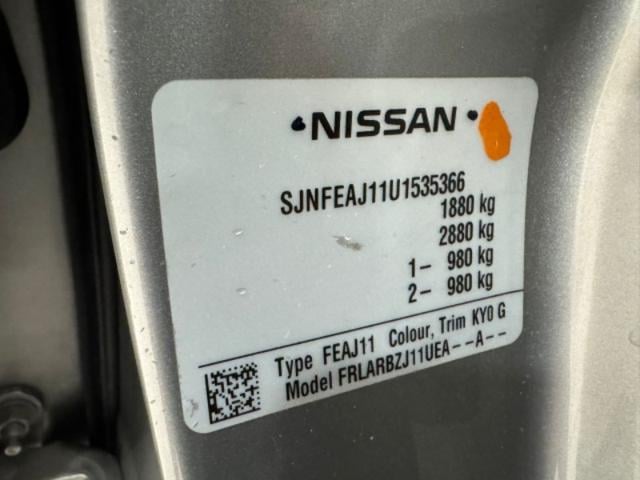 NISSAN
SJNFEAJ11U1535366
1880 kg
2880 kg
1- 980 kg
2- 980 kg
Type FEAJ11 Colour, Trim KY0 G
Model FRLARBZJ11UEA--A--